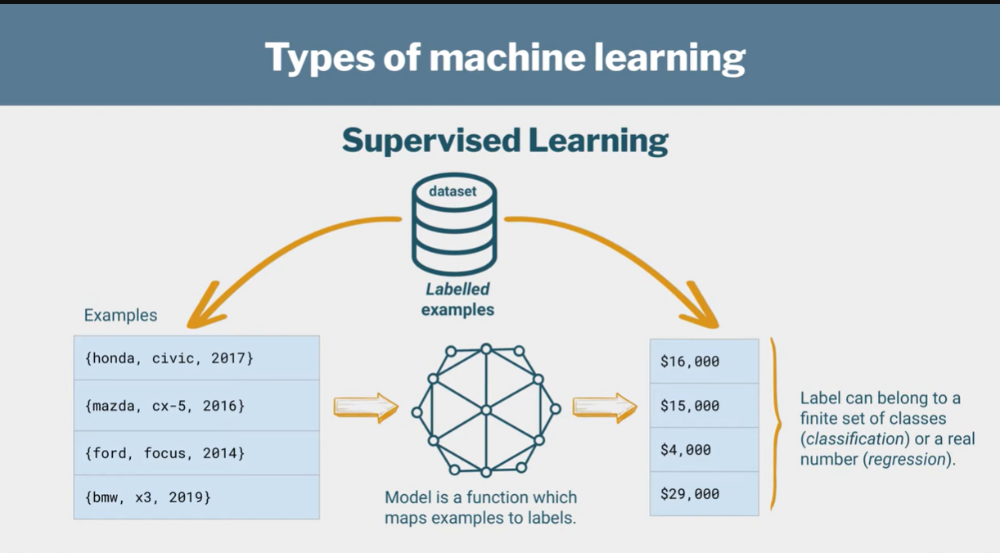 Types of machine learning
Supervised Learning
dataset
Labelled
examples
Examples
{honda, civic, 2017}
{mazda, cx-5, 2016}
{ford, focus, 2014}
{bmw, x3, 2019}
Model is a function which
maps examples to labels.
$16,000
$15,000
$4,000
$29,000
Label can belong to a
finite set of classes
(classification) or a real
number (regression).